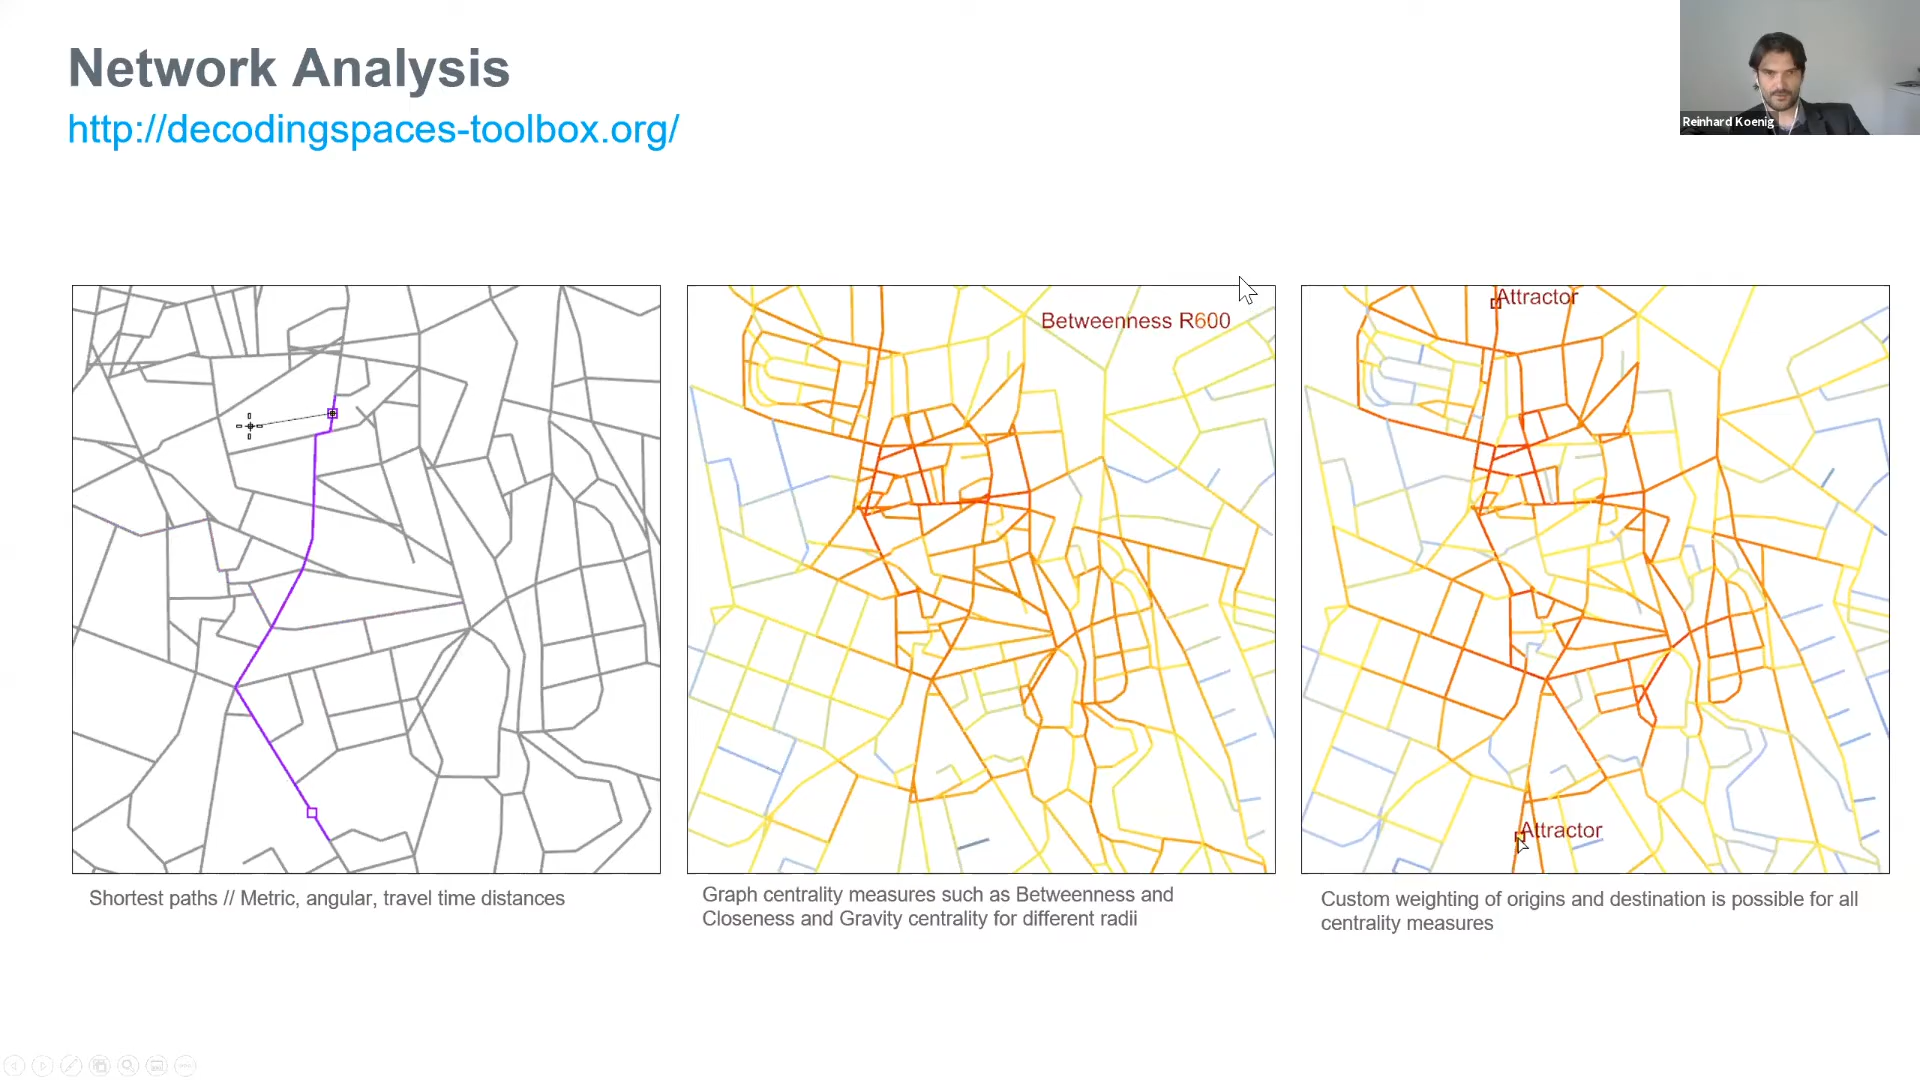 Network Analysis
http://decodingspaces-toolbox.org/
Reinhard Koenig
Betweenness R600
Attractor
Attractor
Shortest paths // Metric, angular, travel time distances
Graph centrality measures such as Betweenness and
Closeness and Gravity centrality for different radii
Custom weighting of origins and destination is possible for all
centrality measures